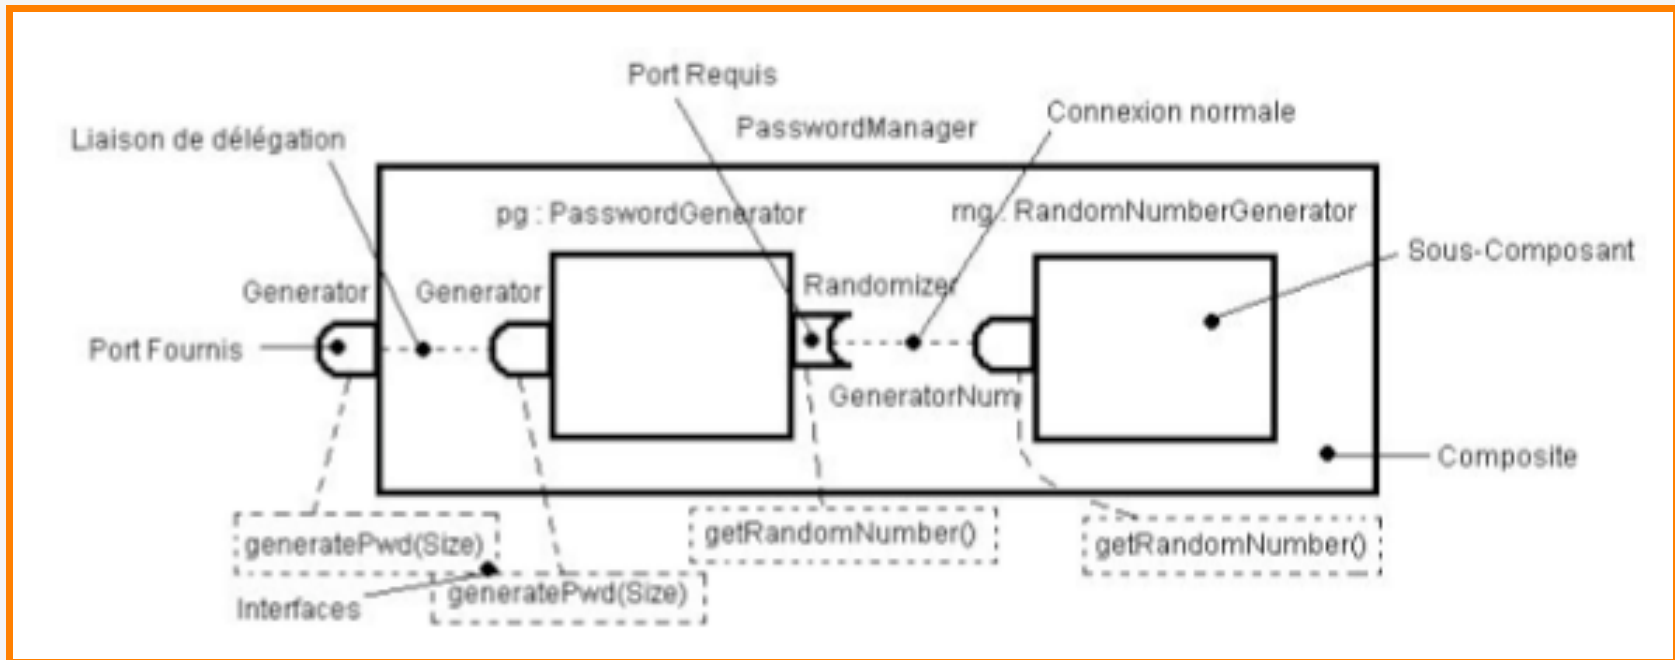 Port Requis
Connexion normale
PasswordManager
Liaison de délégation
pg : PasswordGenerator
rng : RandomNumberGenerator
Sous-Composant
Generator
Generator
Randomizer
Port Fournis
GeneratorNum
Composite
getRandomNumber()
generatePwd(Size)
getRandomNumber()
generatePwd(Size)
Interfaces